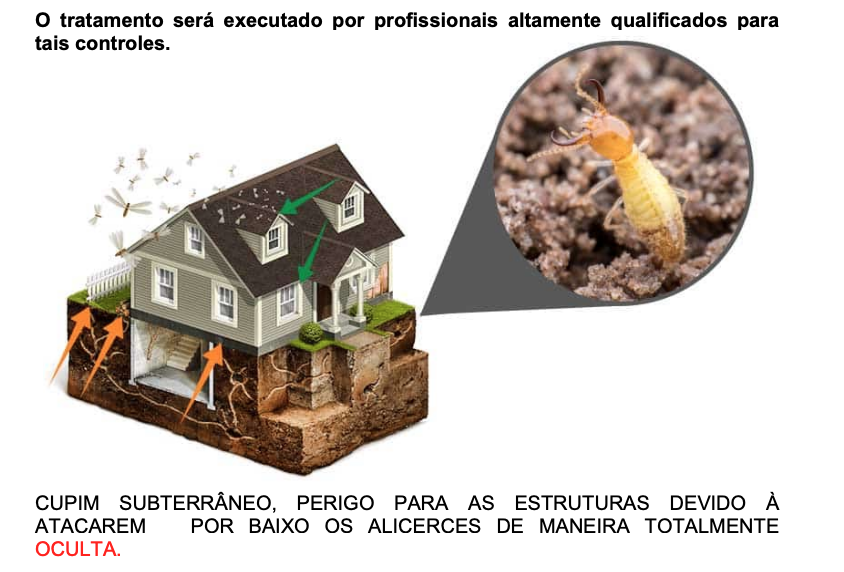 O tratamento será executado por profissionais altamente qualificados para
tais controles.
CUPIM SUBTERRÂNEO, PERIGO PARA AS ESTRUTURAS DEVIDO À
ATACAREM POR BAIXO OS ALICERCES DE MANEIRA TOTALMENTE
OCULTA.